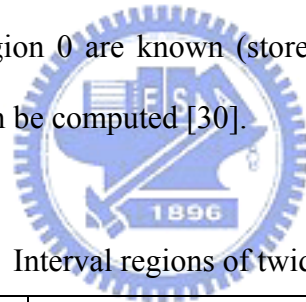 gion 0 are known (store
n be computed [30].
1896
Interval regions of twic